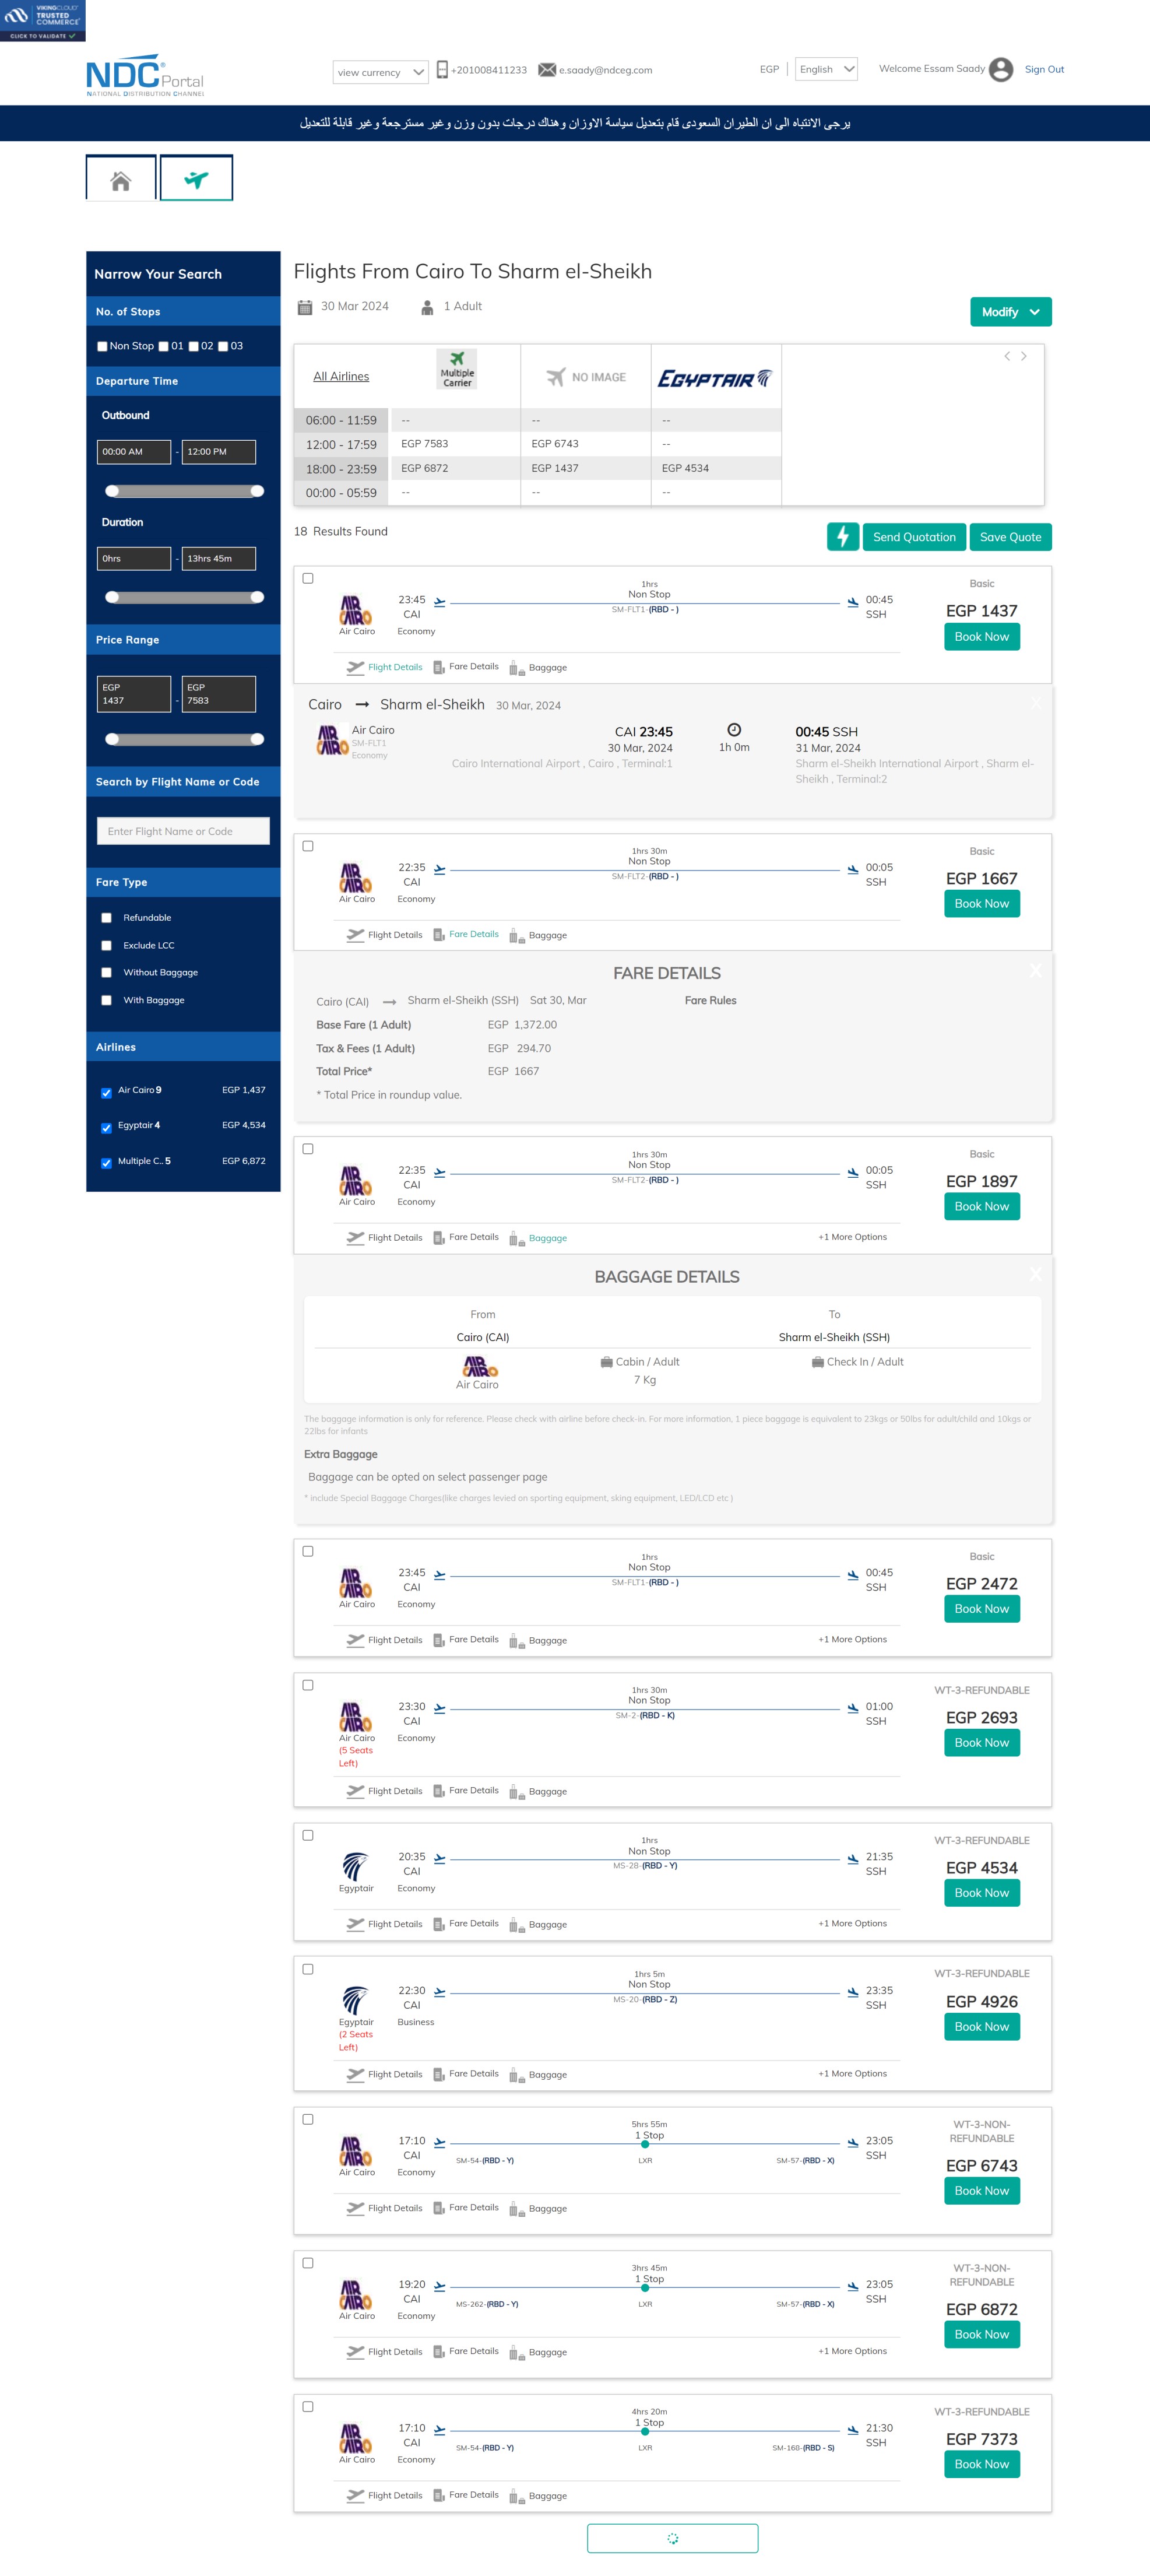 VIKINGCLOUD
TRUSTED
COMMERCE
CLICK TO VALIDATE
NDC Portal
NATIONAL DISTRIBUTION CHANNEL
view currency
+201008411233
e.saady@ndceg.com
EGP
English
Welcome Essam Saady
Sign Out
يرجى الانتباه الى ان الطيران السعودى قام بتعديل سياسة الاوزان وهناك درجات بدون وزن وغير مسترجعة وغير قابلة للتعديل
Narrow Your Search
No. of Stops
Non Stop 01 02 03
Departure Time
Outbound
00:00 AM - 12:00 PM
Duration
0hrs - 13hrs 45m
Price Range
EGP 1437 - EGP 7583
Search by Flight Name or Code
Enter Flight Name or Code
Fare Type
Refundable
Exclude LCC
Without Baggage
With Baggage
Airlines
Air Cairo 9 EGP 1,437
Egyptair 4 EGP 4,534
Multiple C.. 5 EGP 6,872
Flights From Cairo To Sharm el-Sheikh
30 Mar 2024 1 Adult
Modify
All Airlines Multiple Carrier NO IMAGE EGYPTAIR
06:00 - 11:59 -- -- --
12:00 - 17:59 EGP 7583 EGP 6743 --
18:00 - 23:59 EGP 6872 EGP 1437 EGP 4534
00:00 - 05:59 -- -- --
18 Results Found
Send Quotation
Save Quote
1hrs
Non Stop
23:45 CAI Economy
SM-FLT1-(RBD - )
00:45 SSH
AIR CAIRO
Air Cairo
Basic
EGP 1437
Book Now
Flight Details Fare Details Baggage
Cairo → Sharm el-Sheikh 30 Mar, 2024
X
AIR CAIRO
Air Cairo
SM-FLT1
Economy
CAI 23:45
30 Mar, 2024
Cairo International Airport , Cairo , Terminal:1
1h 0m
00:45 SSH
31 Mar, 2024
Sharm el-Sheikh International Airport , Sharm el-
Sheikh , Terminal:2
1hrs 30m
Non Stop
22:35 CAI Economy
SM-FLT2-(RBD - )
00:05 SSH
AIR CAIRO
Air Cairo
Basic
EGP 1667
Book Now
Flight Details Fare Details Baggage
FARE DETAILS
X
Cairo (CAI) → Sharm el-Sheikh (SSH) Sat 30, Mar
Fare Rules
Base Fare (1 Adult) EGP 1,372.00
Tax & Fees (1 Adult) EGP 294.70
Total Price* EGP 1667
* Total Price in roundup value.
1hrs 30m
Non Stop
22:35 CAI Economy
SM-FLT2-(RBD - )
00:05 SSH
AIR CAIRO
Air Cairo
Basic
EGP 1897
Book Now
Flight Details Fare Details Baggage +1 More Options
BAGGAGE DETAILS
X
From To
Cairo (CAI) Sharm el-Sheikh (SSH)
AIR CAIRO
Air Cairo
Cabin / Adult
7 Kg
Check In / Adult
The baggage information is only for reference. Please check with airline before check-in. For more information, 1 piece baggage is equivalent to 23kgs or 50lbs for adult/child and 10kgs or
22lbs for infants
Extra Baggage
Baggage can be opted on select passenger page
* include Special Baggage Charges(like charges levied on sporting equipment, sking equipment, LED/LCD etc )
1hrs
Non Stop
23:45 CAI Economy
SM-FLT1-(RBD - )
00:45 SSH
AIR CAIRO
Air Cairo
Basic
EGP 2472
Book Now
Flight Details Fare Details Baggage +1 More Options
1hrs 30m
Non Stop
23:30 CAI Economy
SM-2-(RBD - K)
01:00 SSH
AIR CAIRO
Air Cairo
(5 Seats
Left)
WT-3-REFUNDABLE
EGP 2693
Book Now
Flight Details Fare Details Baggage
1hrs
Non Stop
20:35 CAI Economy
MS-28-(RBD - Y)
21:35 SSH
Egyptair
WT-3-REFUNDABLE
EGP 4534
Book Now
Flight Details Fare Details Baggage +1 More Options
1hrs 5m
Non Stop
22:30 CAI Business
MS-20-(RBD - Z)
23:35 SSH
Egyptair
(2 Seats
Left)
WT-3-REFUNDABLE
EGP 4926
Book Now
Flight Details Fare Details Baggage +1 More Options
5hrs 55m
1 Stop
17:10 CAI Economy
SM-54-(RBD - Y) LXR SM-57-(RBD - X)
23:05 SSH
AIR CAIRO
Air Cairo
WT-3-NON-
REFUNDABLE
EGP 6743
Book Now
Flight Details Fare Details Baggage
3hrs 45m
1 Stop
19:20 CAI Economy
MS-262-(RBD - Y) LXR SM-57-(RBD - X)
23:05 SSH
AIR CAIRO
Air Cairo
WT-3-NON-
REFUNDABLE
EGP 6872
Book Now
Flight Details Fare Details Baggage +1 More Options
4hrs 20m
1 Stop
17:10 CAI Economy
SM-54-(RBD - Y) LXR SM-168-(RBD - S)
21:30 SSH
AIR CAIRO
Air Cairo
WT-3-REFUNDABLE
EGP 7373
Book Now
Flight Details Fare Details Baggage